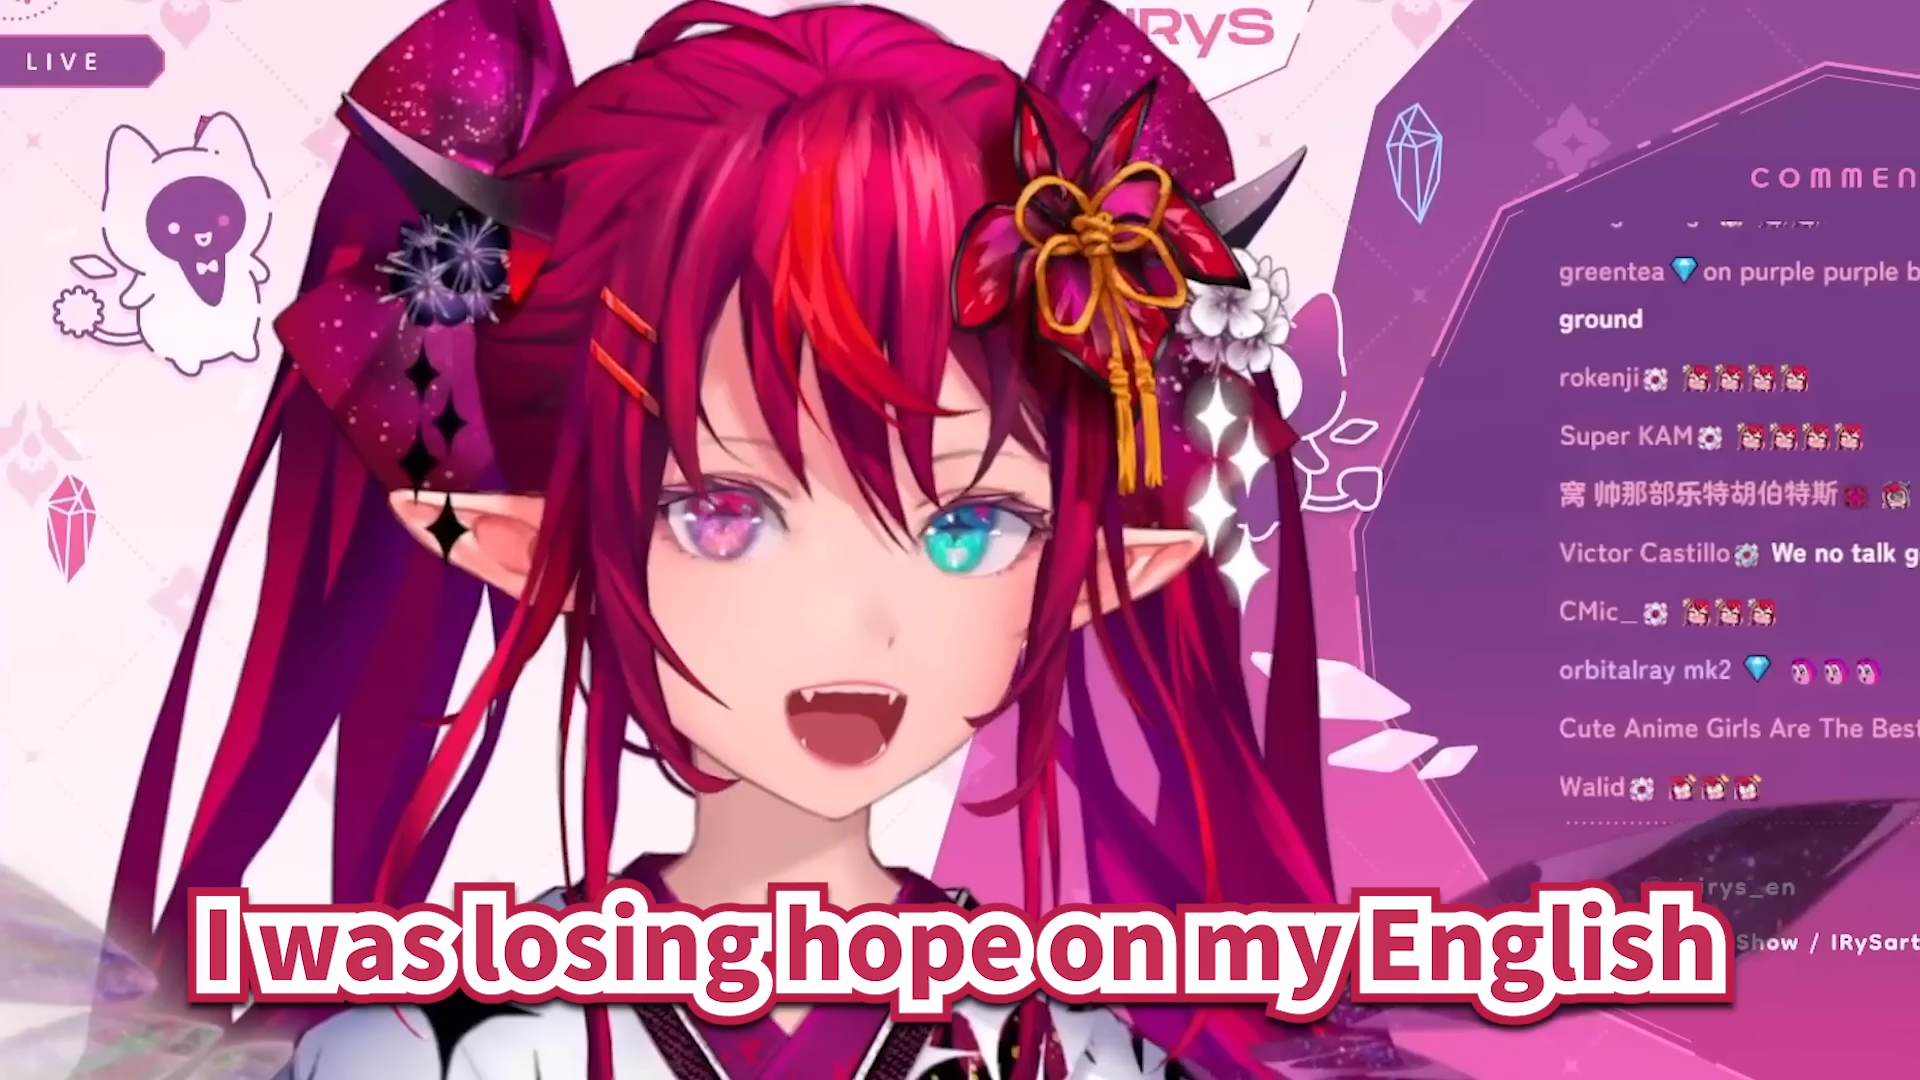 LIVE
IRyS
COMMEN
greentea on purple purple b
ground
rokenji
Super KAM
窝 帅那部乐特胡伯特斯
Victor Castillo We no talk g
CMic_
orbitalray mk2
Cute Anime Girls Are The Best
Walid
irys_en
Show / IRySart
I was losing hope on my English